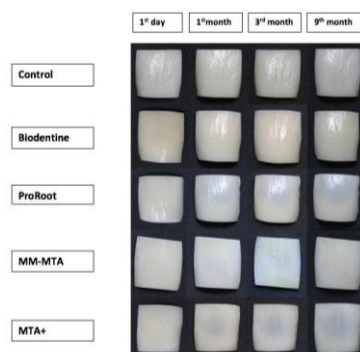 1st day 1st month 3rd month 9th month
Control
Biodentine
ProRoot
MM-MTA
MTA+